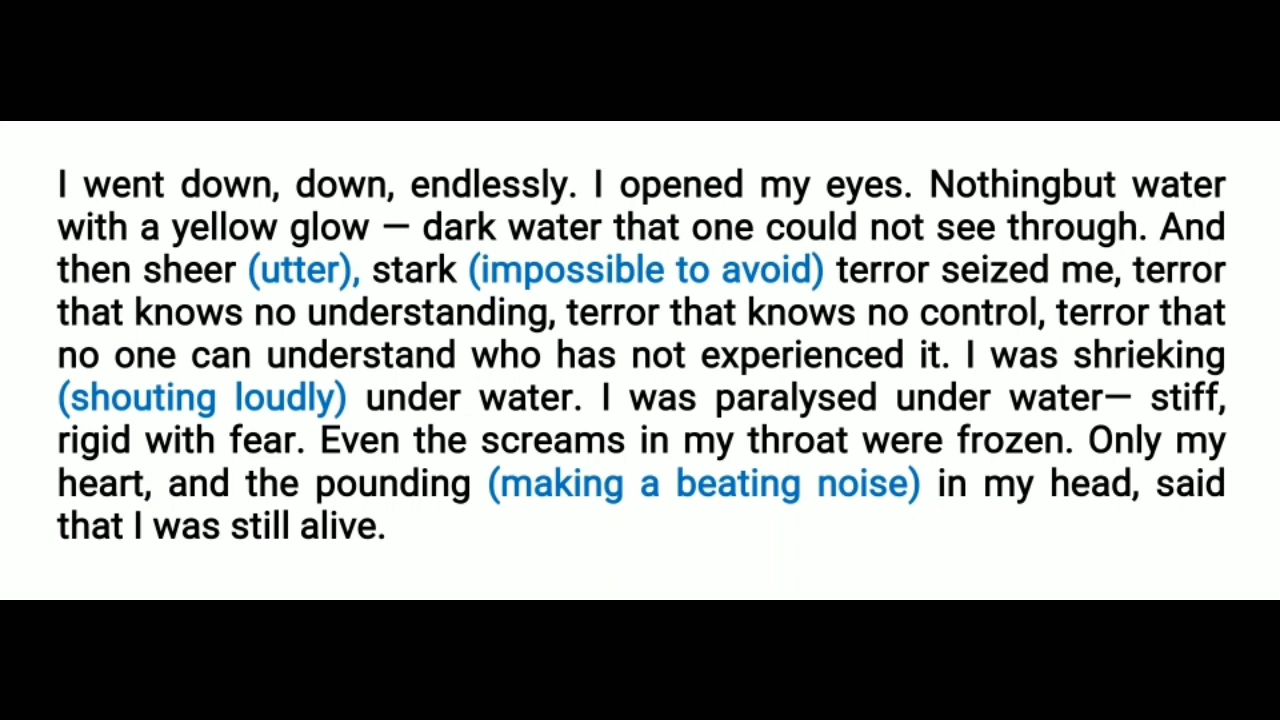 I went down, down, endlessly. I opened my eyes. Nothingbut water
with a yellow glow — dark water that one could not see through. And
then sheer (utter), stark (impossible to avoid) terror seized me, terror
that knows no understanding, terror that knows no control, terror that
no one can understand who has not experienced it. I was shrieking
(shouting loudly) under water. I was paralysed under water— stiff,
rigid with fear. Even the screams in my throat were frozen. Only my
heart, and the pounding (making a beating noise) in my head, said
that I was still alive.